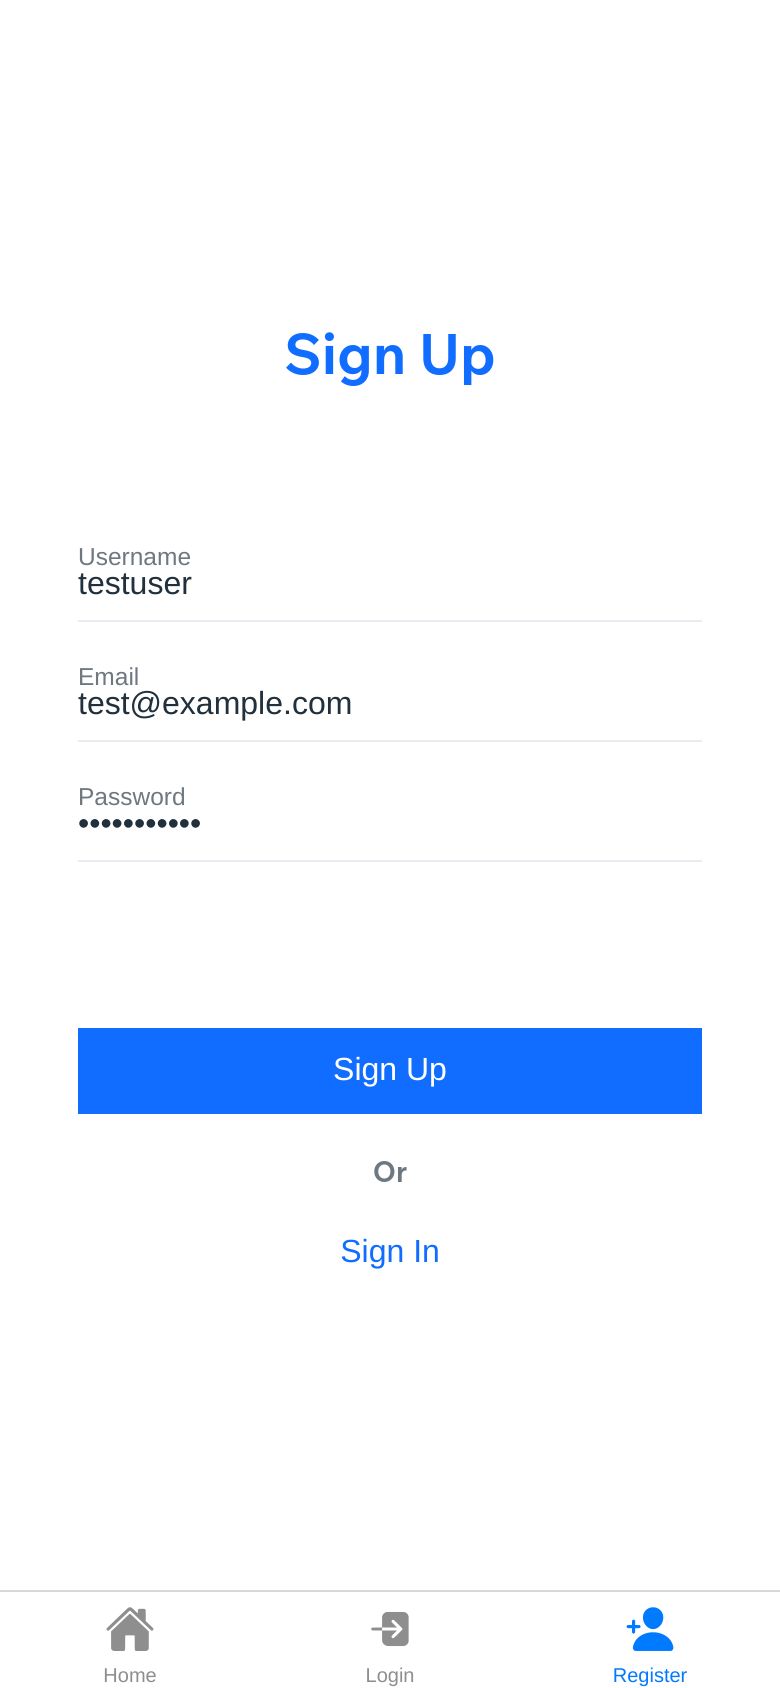 Sign Up
Username
testuser
Email
test@example.com
Password
•••••••••••
Sign Up
Or
Sign In
Home
Login
Register